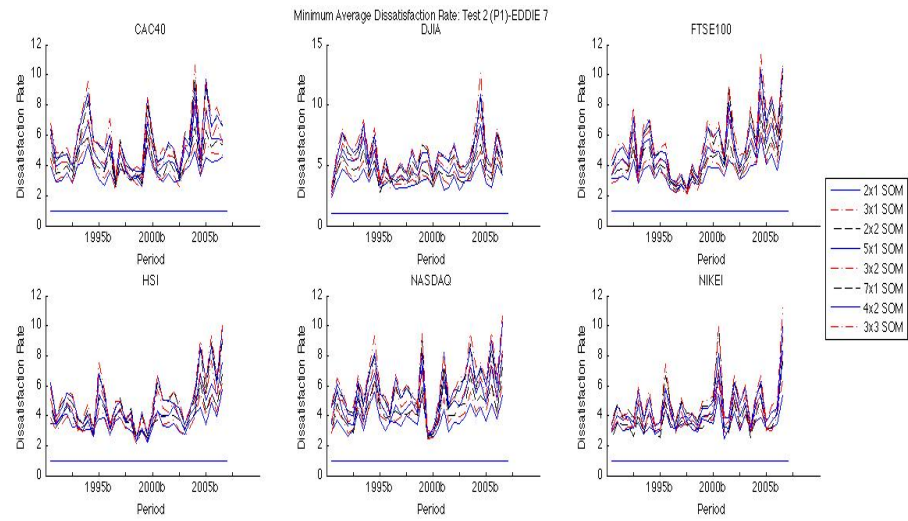 Minimum Average Dissatisfaction Rate: Test 2 (P1)-EDDIE 7
CAC40
12
10
8
6
4
2
0
Dissatisfaction Rate
1995b 2000b 2005b
Period
DJIA
15
10
5
0
Dissatisfaction Rate
1995b 2000b 2005b
Period
FTSE100
12
10
8
6
4
2
0
Dissatisfaction Rate
1995b 2000b 2005b
Period
HSI
12
10
8
6
4
2
0
Dissatisfaction Rate
1995b 2000b 2005b
Period
NASDAQ
12
10
8
6
4
2
0
Dissatisfaction Rate
1995b 2000b 2005b
Period
NIKEI
12
10
8
6
4
2
0
Dissatisfaction Rate
1995b 2000b 2005b
Period
2x1 SOM
3x1 SOM
2x2 SOM
5x1 SOM
3x2 SOM
7x1 SOM
4x2 SOM
3x3 SOM